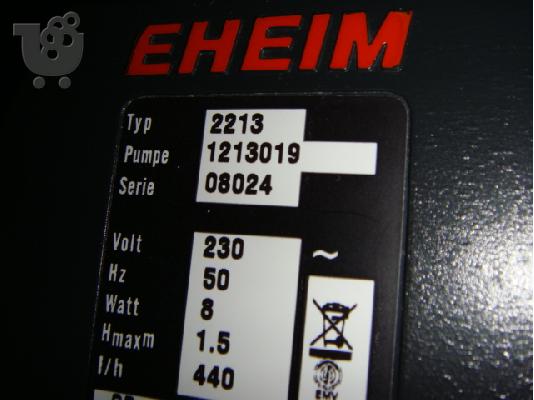 EHEIM
Typ 2213
Pumpe 1213019
Serie 08024
Volt 230 ~
Hz 50
Watt 8
Hmaxm 1.5
l/h 440